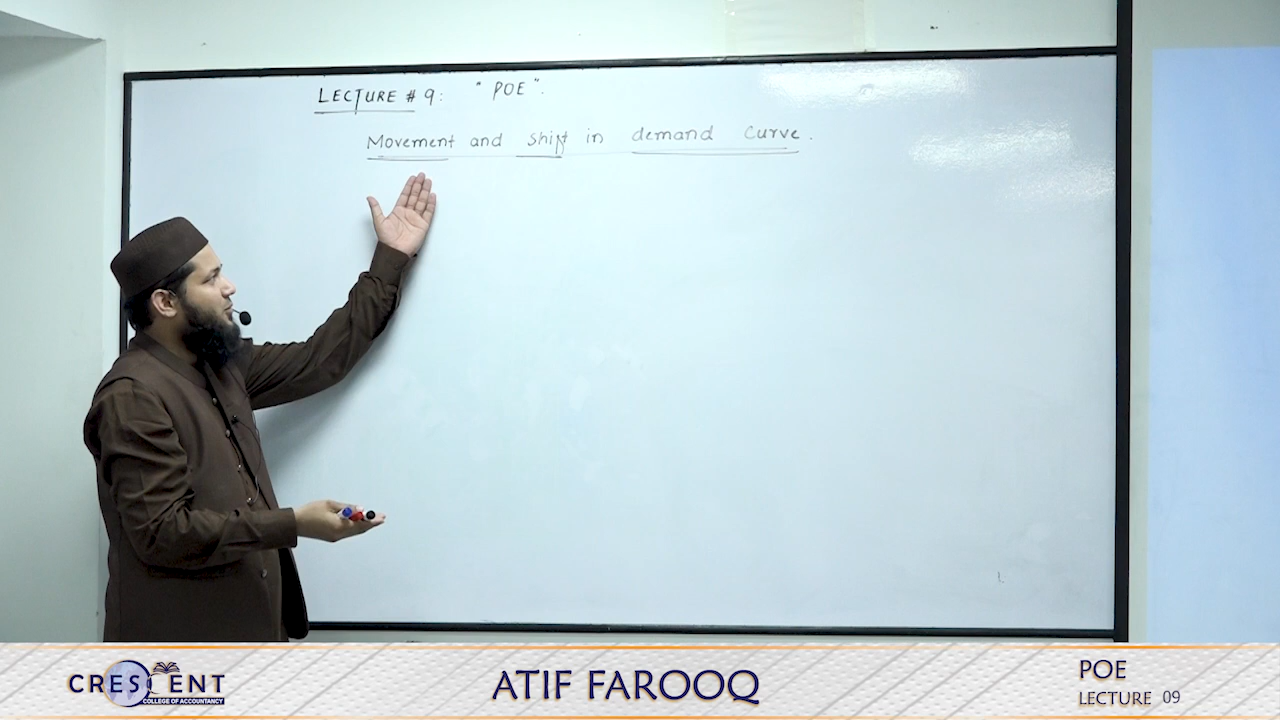 LECTURE # 9: " POE ".
Movement and shift in demand Curve.
CRESCENT
COLLEGE OF ACCOUNTANCY
ATIF FAROOQ
POE
LECTURE 09